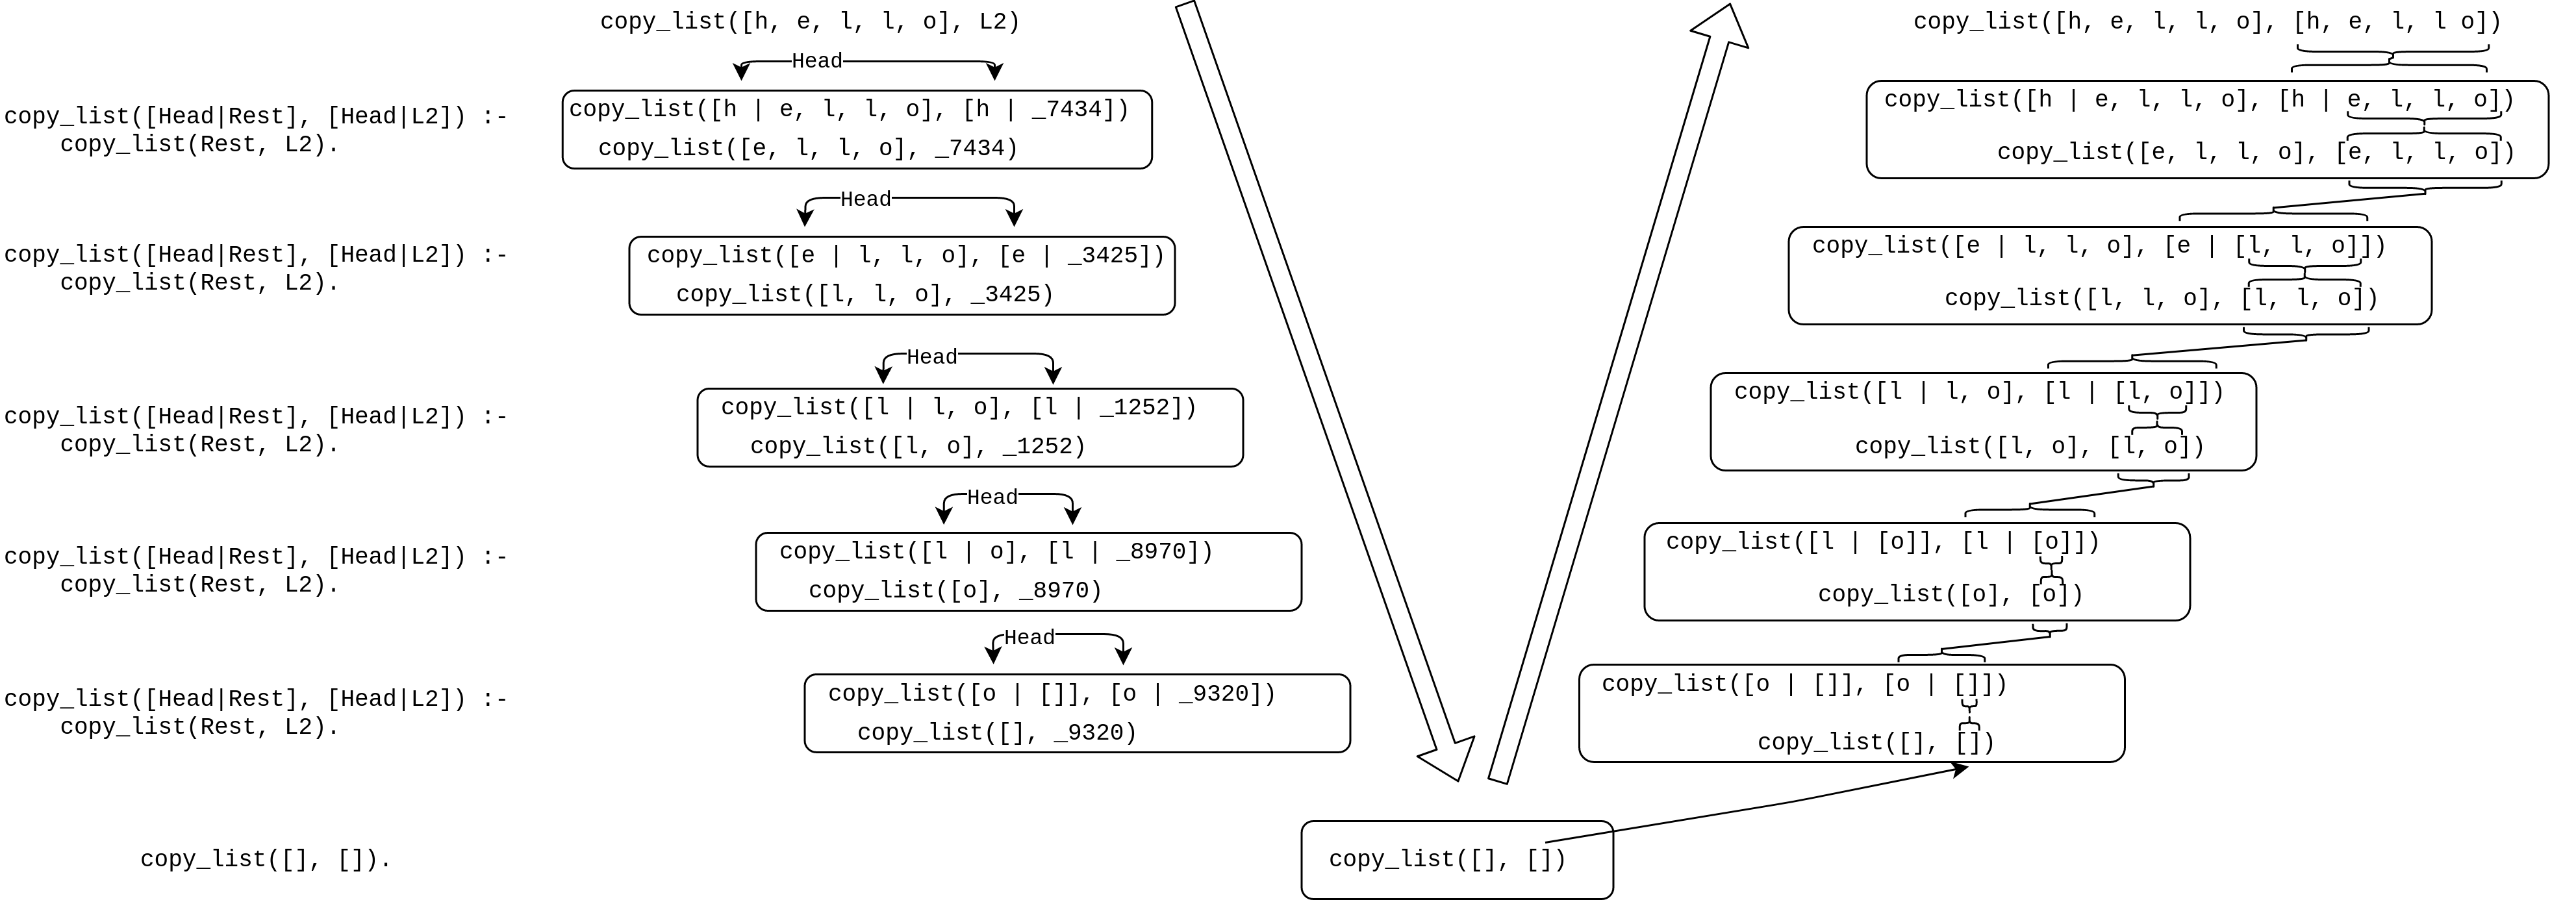 copy_list([h, e, l, l, o], L2)
Head
copy_list([Head|Rest], [Head|L2]) :-
copy_list(Rest, L2).
copy_list([h | e, l, l, o], [h | _7434])
copy_list([e, l, l, o], _7434)
Head
copy_list([Head|Rest], [Head|L2]) :-
copy_list(Rest, L2).
copy_list([e | l, l, o], [e | _3425])
copy_list([l, l, o], _3425)
Head
copy_list([Head|Rest], [Head|L2]) :-
copy_list(Rest, L2).
copy_list([l | l, o], [l | _1252])
copy_list([l, o], _1252)
Head
copy_list([Head|Rest], [Head|L2]) :-
copy_list(Rest, L2).
copy_list([l | o], [l | _8970])
copy_list([o], _8970)
Head
copy_list([Head|Rest], [Head|L2]) :-
copy_list(Rest, L2).
copy_list([o | []], [o | _9320])
copy_list([], _9320)
copy_list([], []).
copy_list([], [])
copy_list([h, e, l, l, o], [h, e, l, l o])
copy_list([h | e, l, l, o], [h | e, l, l, o])
copy_list([e, l, l, o], [e, l, l, o])
copy_list([e | l, l, o], [e | [l, l, o]])
copy_list([l, l, o], [l, l, o])
copy_list([l | l, o], [l | [l, o]])
copy_list([l, o], [l, o])
copy_list([l | [o]], [l | [o]])
copy_list([o], [o])
copy_list([o | []], [o | []])
copy_list([], [])